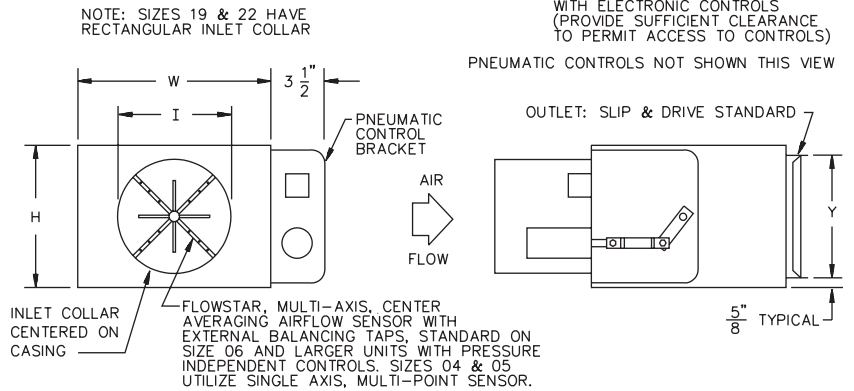 NOTE: SIZES 19 & 22 HAVE
RECTANGULAR INLET COLLAR
WITH ELECTRONIC CONTROLS
(PROVIDE SUFFICIENT CLEARANCE
TO PERMIT ACCESS TO CONTROLS)
PNEUMATIC CONTROLS NOT SHOWN THIS VIEW
W
3 1/2"
I
PNEUMATIC
CONTROL
BRACKET
OUTLET: SLIP & DRIVE STANDARD
H
AIR
FLOW
Y
INLET COLLAR
CENTERED ON
CASING
FLOWSTAR, MULTI-AXIS, CENTER
AVERAGING AIRFLOW SENSOR WITH
EXTERNAL BALANCING TAPS, STANDARD ON
SIZE 06 AND LARGER UNITS WITH PRESSURE
INDEPENDENT CONTROLS. SIZES 04 & 05
UTILIZE SINGLE AXIS, MULTI-POINT SENSOR.
5/8" TYPICAL